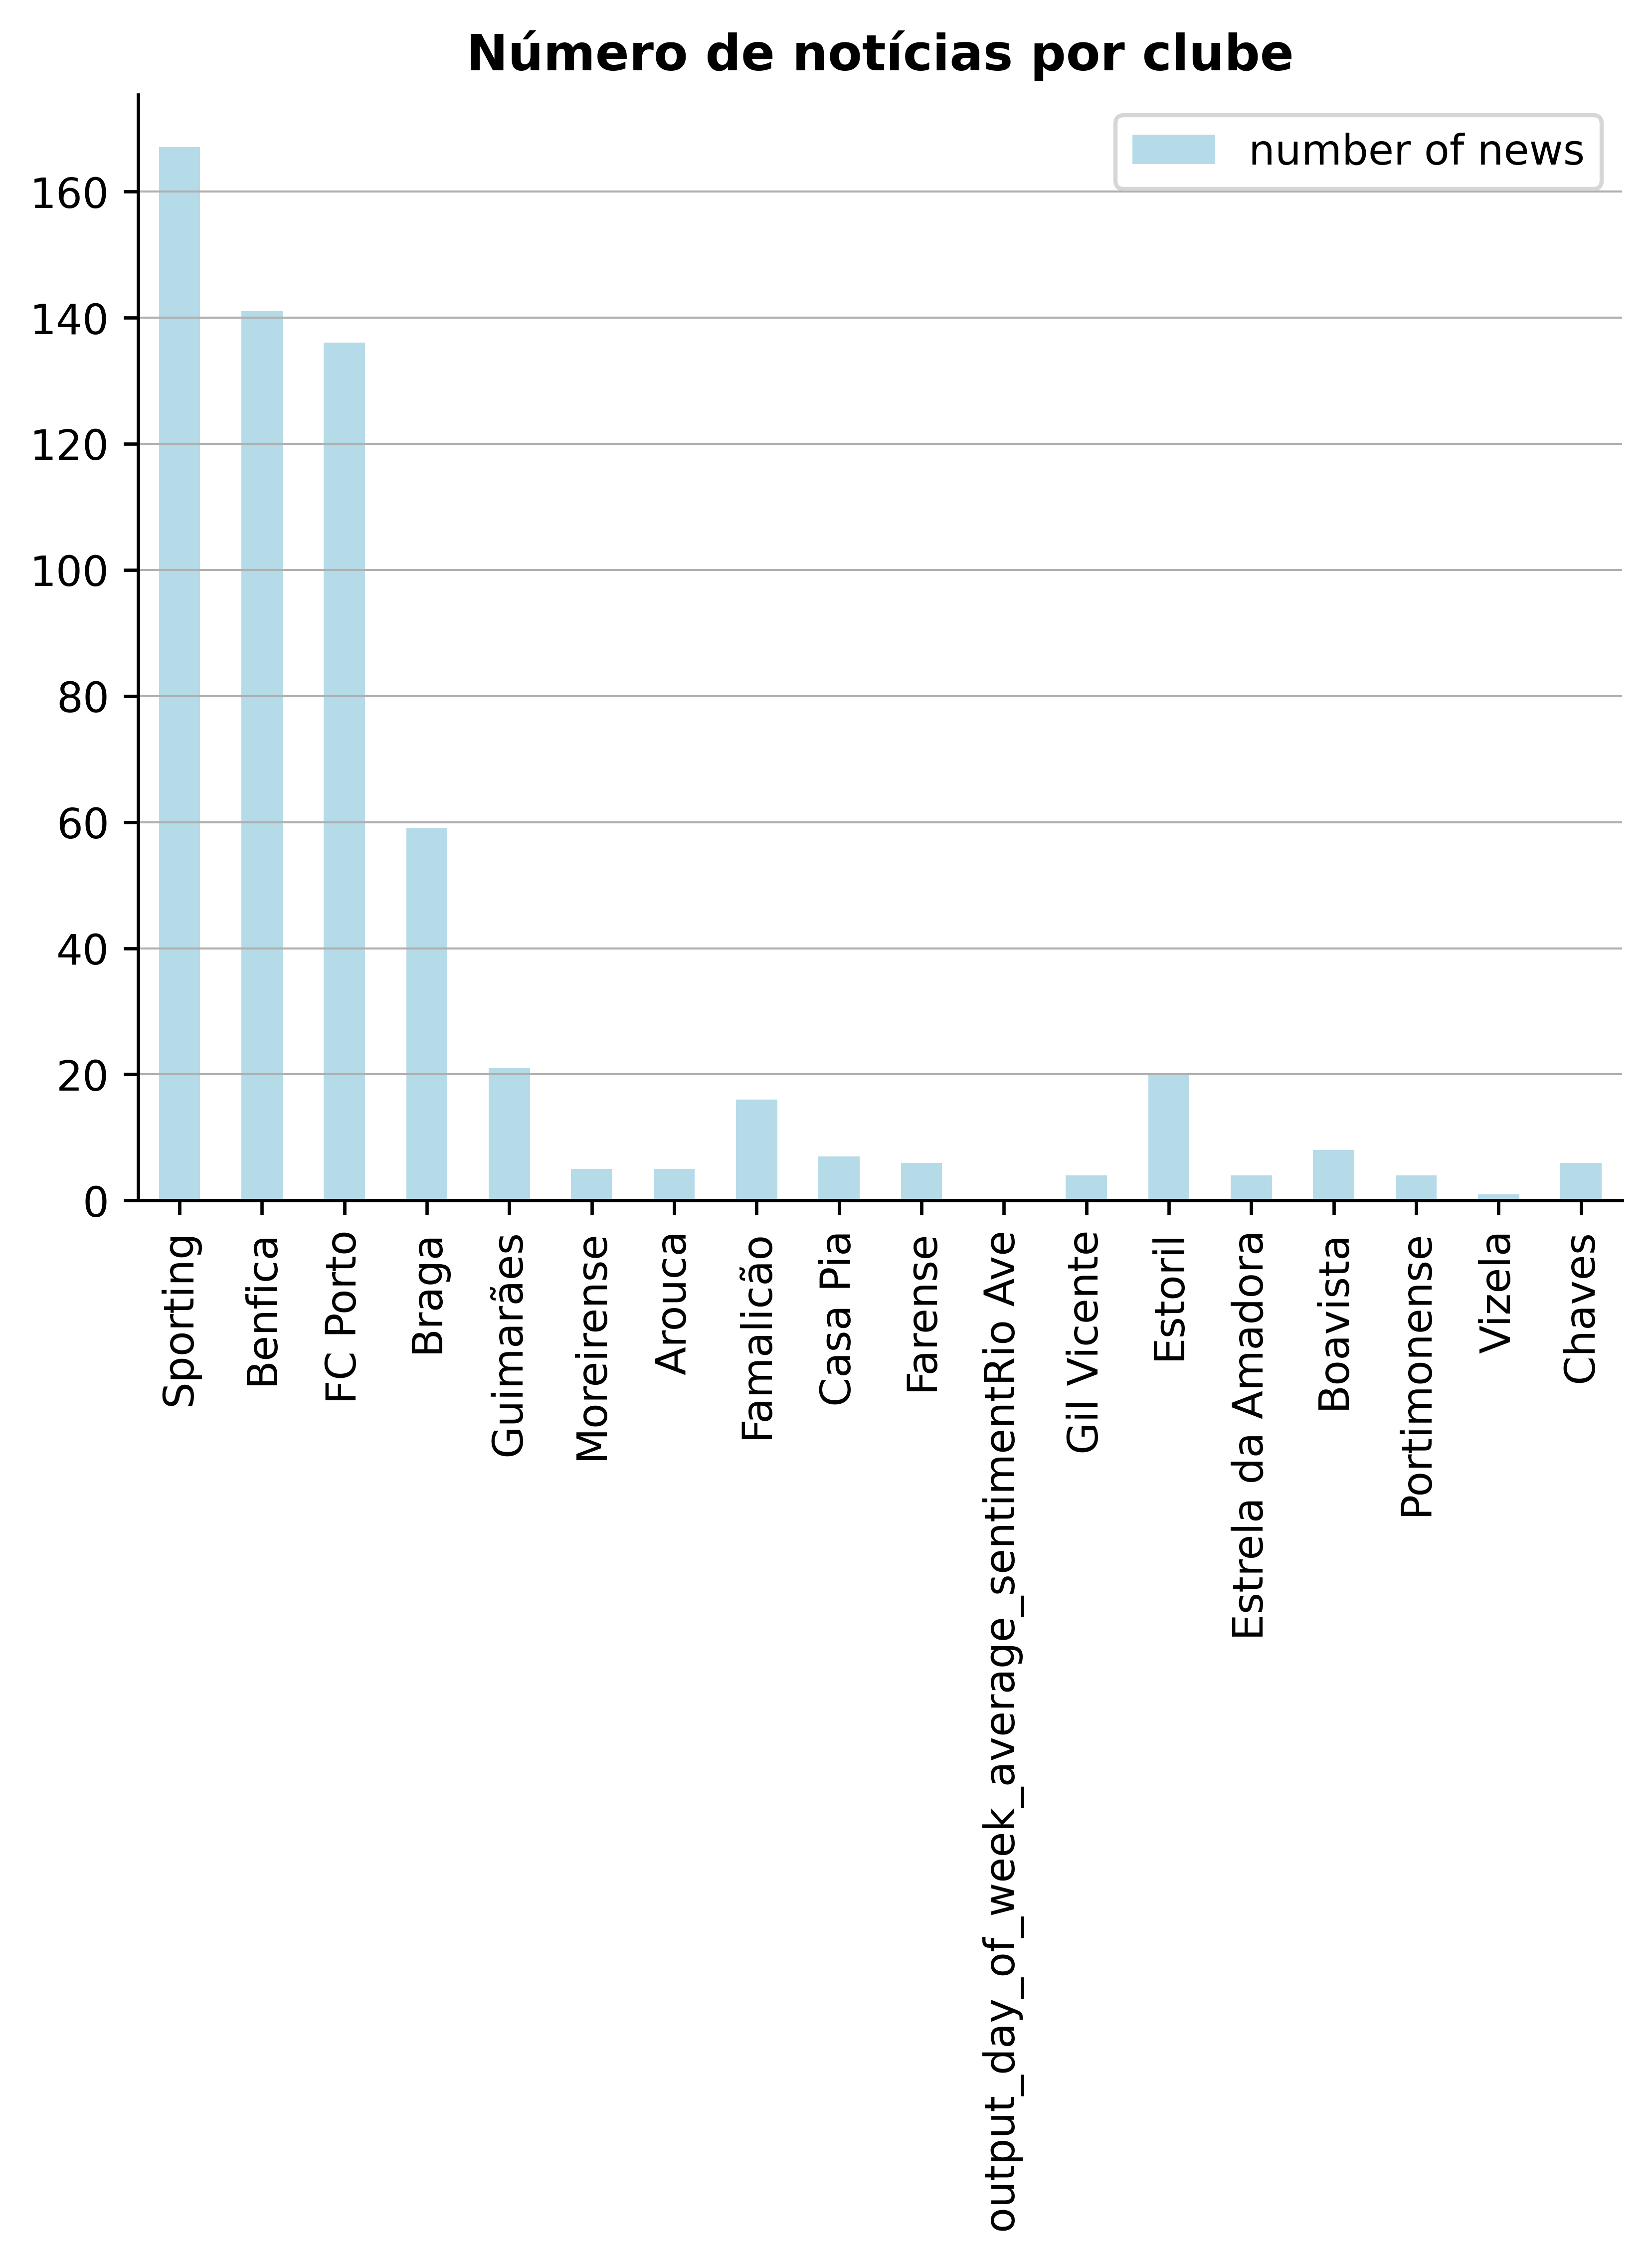 Número de notícias por clube
number of news
160
140
120
100
80
60
40
20
0
Sporting
Benfica
FC Porto
Braga
Guimarães
Moreirense
Arouca
Famalicão
Casa Pia
Farense
output_day_of_week_average_sentimentRio Ave
Gil Vicente
Estoril
Estrela da Amadora
Boavista
Portimonense
Vizela
Chaves